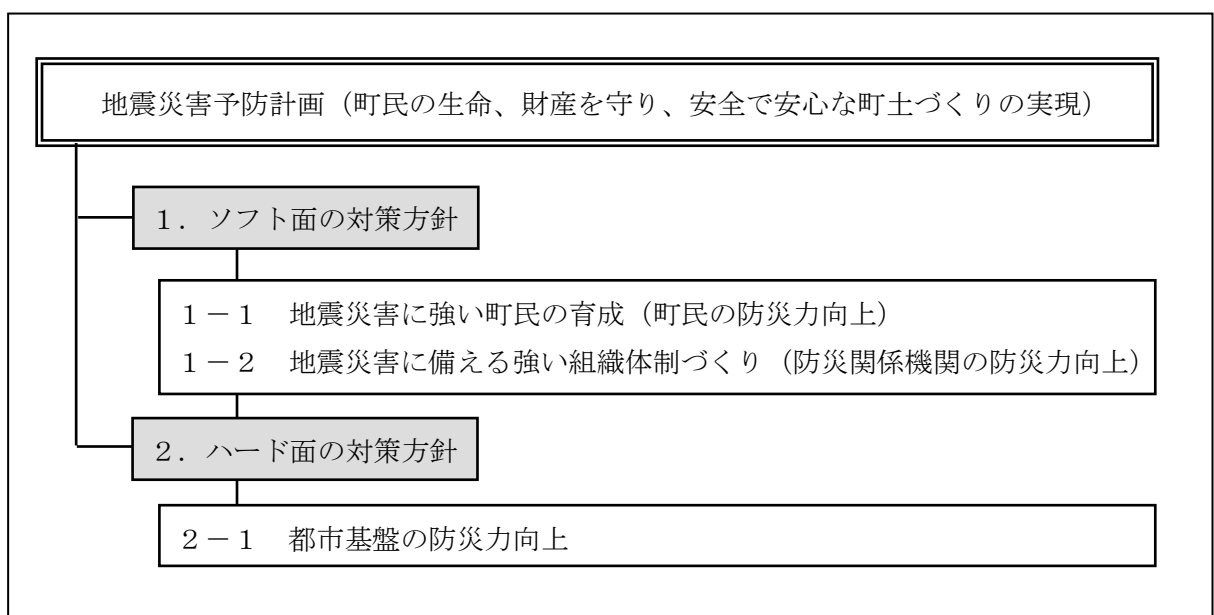 地震災害予防計画（町民の生命、財産を守り、安全で安心な町土づくりの実現）
１．ソフト面の対策方針
１－１　地震災害に強い町民の育成（町民の防災力向上）
１－２　地震災害に備える強い組織体制づくり（防災関係機関の防災力向上）
２．ハード面の対策方針
２－１　都市基盤の防災力向上